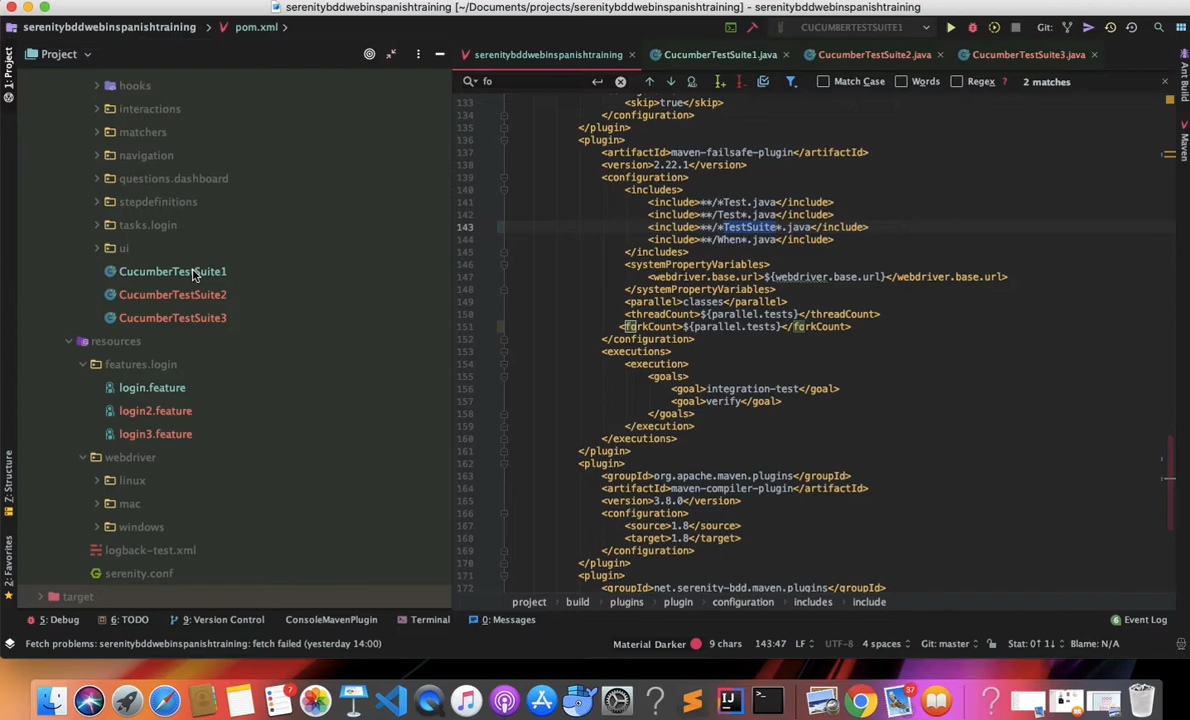 serenitybddwebinspanishtraining [~/Documents/projects/serenitybddwebinspanishtraining] - serenitybddwebinspanishtraining
serenitybddwebinspanishtraining pom.xml
CUCUMBERTESTSUITE1
Git:
Project
serenitybddwebinspanishtraining
CucumberTestSuite1.java
CucumberTestSuite2.java
CucumberTestSuite3.java
fo
Match Case
Words
Regex
?
2 matches
1: Project
Z: Structure
2: Favorites
Ant Build
Maven
hooks
interactions
matchers
navigation
questions.dashboard
stepdefinitions
tasks.login
ui
CucumberTestSuite1
CucumberTestSuite2
CucumberTestSuite3
resources
features.login
login.feature
login2.feature
login3.feature
webdriver
linux
mac
windows
logback-test.xml
serenity.conf
target
133 <skip>true</skip>
134 </configuration>
135 </plugin>
136 <plugin>
137 <artifactId>maven-failsafe-plugin</artifactId>
138 <version>2.22.1</version>
139 <configuration>
140 <includes>
141 <include>**/*Test.java</include>
142 <include>**/Test*.java</include>
143 <include>**/*TestSuite*.java</include>
144 <include>**/When*.java</include>
145 </includes>
146 <systemPropertyVariables>
147 <webdriver.base.url>${webdriver.base.url}</webdriver.base.url>
148 </systemPropertyVariables>
149 <parallel>classes</parallel>
150 <threadCount>${parallel.tests}</threadCount>
151 <forkCount>${parallel.tests}</forkCount>
152 </configuration>
153 <executions>
154 <execution>
155 <goals>
156 <goal>integration-test</goal>
157 <goal>verify</goal>
158 </goals>
159 </execution>
160 </executions>
161 </plugin>
162 <plugin>
163 <groupId>org.apache.maven.plugins</groupId>
164 <artifactId>maven-compiler-plugin</artifactId>
165 <version>3.8.0</version>
166 <configuration>
167 <source>1.8</source>
168 <target>1.8</target>
169 </configuration>
170 </plugin>
171 <plugin>
172 <groupId>net.serenity-bdd.maven.plugins</groupId>
project build plugins plugin configuration includes include
5: Debug
6: TODO
9: Version Control
ConsoleMavenPlugin
Terminal
0: Messages
6 Event Log
Fetch problems: serenitybddwebinspanishtraining: fetch failed (yesterday 14:00)
Material Darker
9 chars
143:47
LF
UTF-8
4 spaces
Git: master
Blame: N/A
7
37